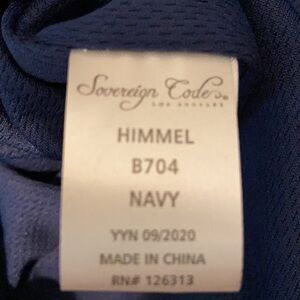 Sovereign Code®
LOS ANGELES
HIMMEL
B704
NAVY
YYN 09/2020
MADE IN CHINA
RN# 126313